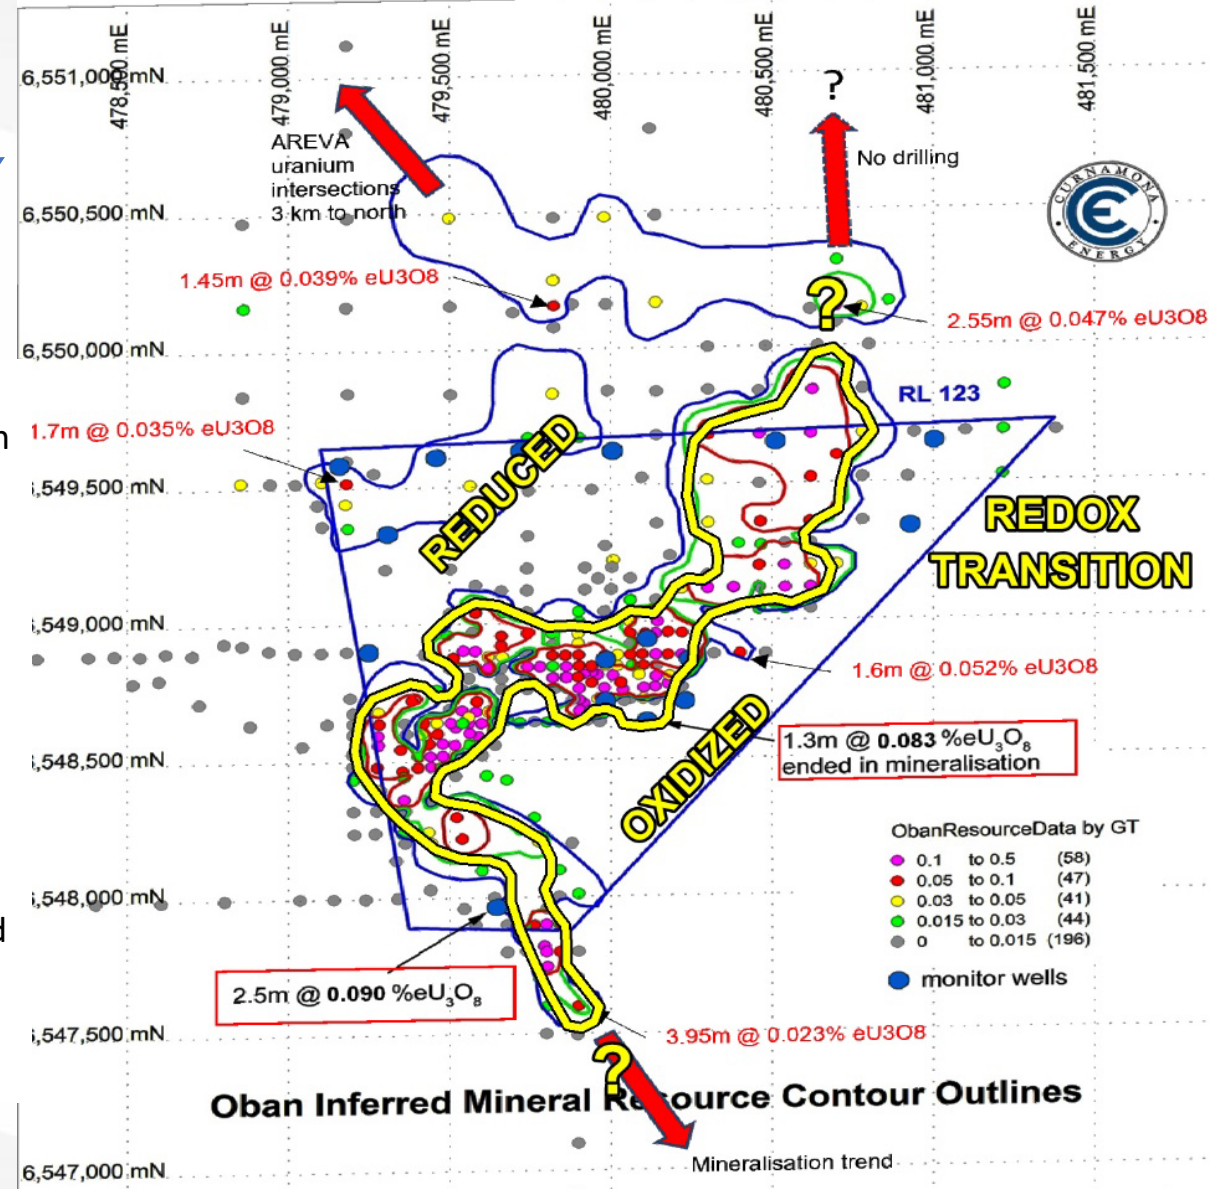 478,500 mE
479,000 mE
479,500 mE
480,000 mE
480,500 mE
481,000 mE
481,500 mE
6,551,000 mN
?
AREVA
uranium
intersections
3 km to north
No drilling
CURNAMONA
ENERGY
6,550,500 mN
1.45m @ 0.039% eU3O8
?
2.55m @ 0.047% eU3O8
6,550,000 mN
RL 123
1.7m @ 0.035% eU3O8
n
,549,500 mN
REDUCED
REDOX
TRANSITION
,549,000 mN
1.6m @ 0.052% eU3O8
OXIDIZED
1.3m @ 0.083 %eU3O8
ended in mineralisation
,548,500 mN
ObanResourceData by GT
0.1 to 0.5 (58)
0.05 to 0.1 (47)
0.03 to 0.05 (41)
0.015 to 0.03 (44)
0 to 0.015 (196)
monitor wells
,548,000 mN
d
2.5m @ 0.090 %eU3O8
,547,500 mN
3.95m @ 0.023% eU3O8
?
Oban Inferred Mineral Resource Contour Outlines
Mineralisation trend
6,547,000 mN